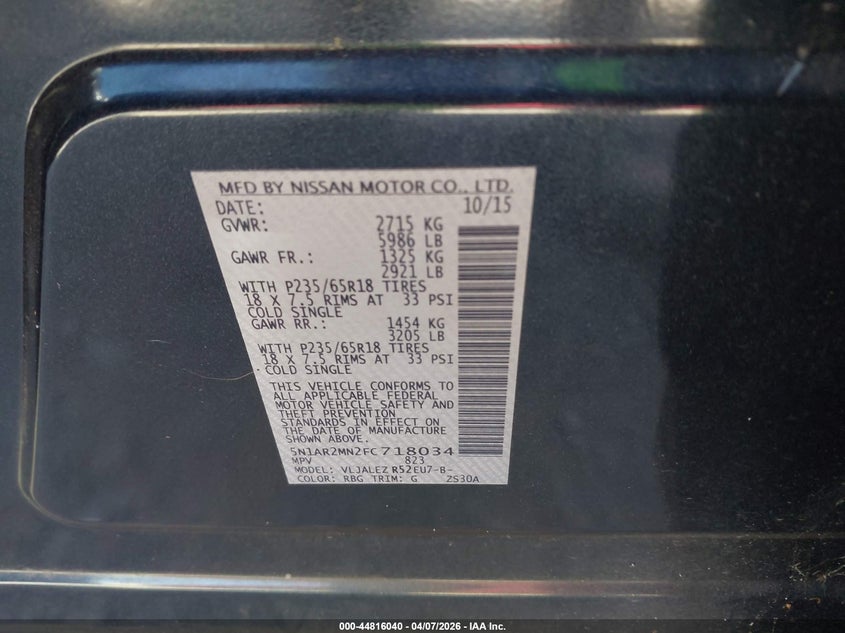 MFD BY NISSAN MOTOR CO., LTD.
DATE: 10/15
GVWR: 2715 KG
5986 LB
GAWR FR.: 1325 KG
2921 LB
WITH P235/65R18 TIRES
18 X 7.5 RIMS AT 33 PSI
COLD SINGLE
GAWR RR.: 1454 KG
3205 LB
WITH P235/65R18 TIRES
18 X 7.5 RIMS AT 33 PSI
COLD SINGLE
THIS VEHICLE CONFORMS TO
ALL APPLICABLE FEDERAL
MOTOR VEHICLE SAFETY AND
THEFT PREVENTION
STANDARDS IN EFFECT ON
THE DATE OF MANUFACTURE
SHOWN ABOVE.
5N1AR2MN2FC718034
MPV 823
MODEL: VLJALEZ R52EU7-B-
COLOR: RBG TRIM: G ZS30A
000-44816040 - 04/07/2026 - IAA Inc.